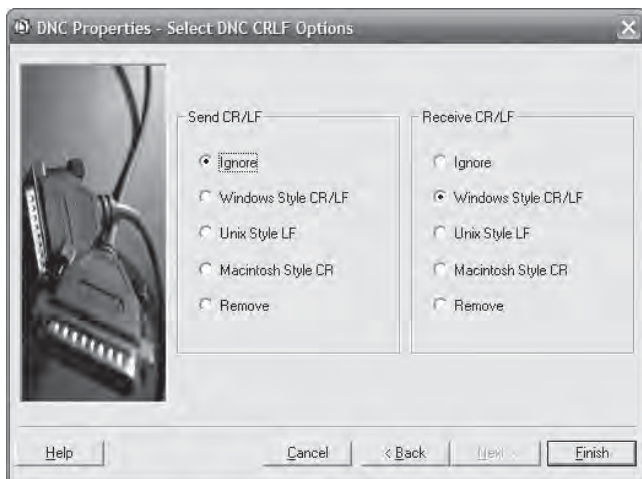 DNC Properties - Select DNC CRLF Options
Send CR/LF
Ignore
Windows Style CR/LF
Unix Style LF
Macintosh Style CR
Remove
Receive CR/LF
Ignore
Windows Style CR/LF
Unix Style LF
Macintosh Style CR
Remove
Help
Cancel
< Back
Next >
Finish